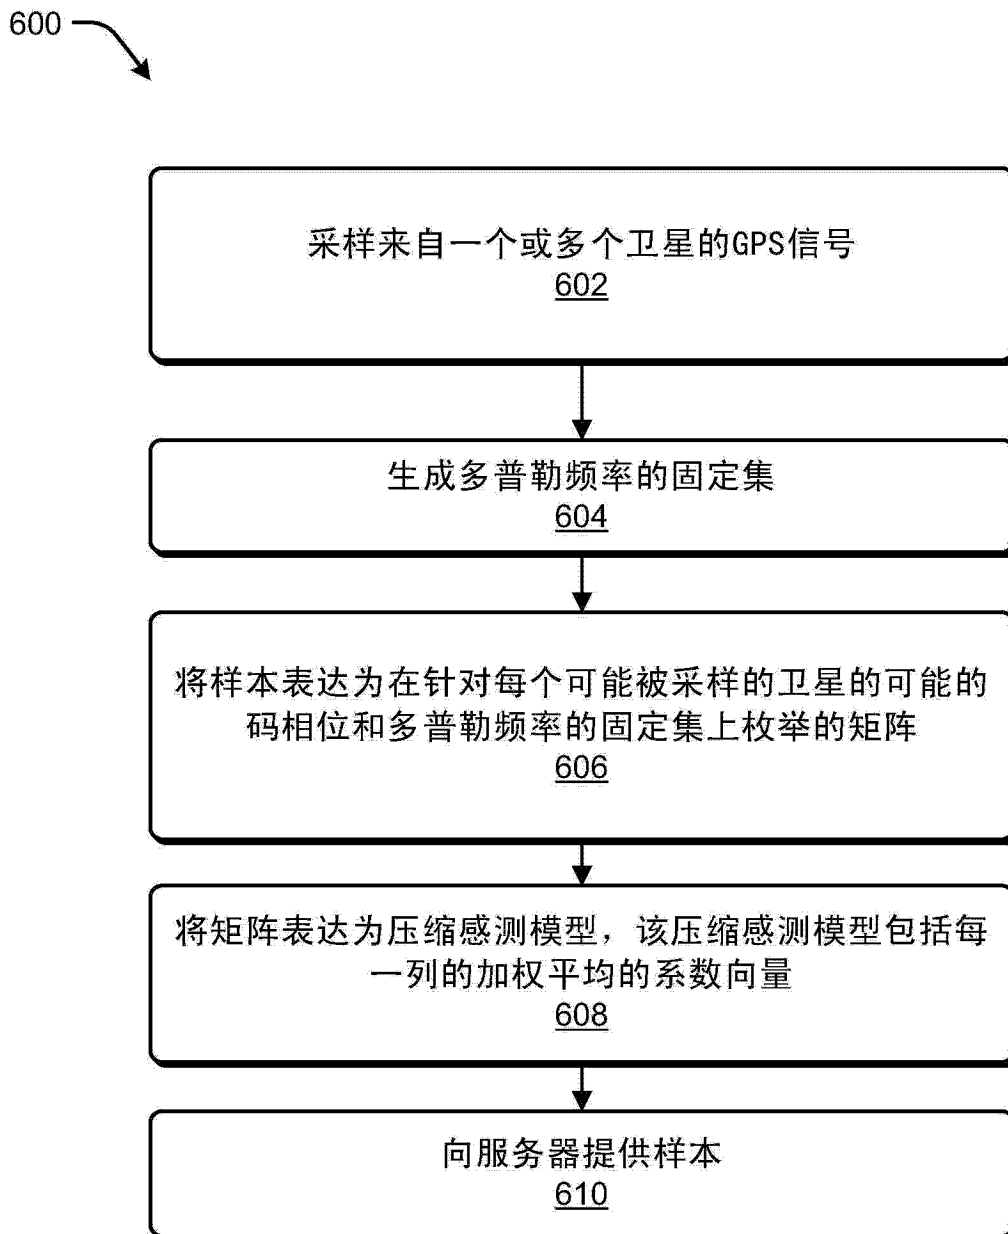 600
采样来自一个或多个卫星的GPS信号
602
生成多普勒频率的固定集
604
将样本表达为在针对每个可能被采样的卫星的可能的
码相位和多普勒频率的固定集上枚举的矩阵
606
将矩阵表达为压缩感测模型，该压缩感测模型包括每
一列的加权平均的系数向量
608
向服务器提供样本
610